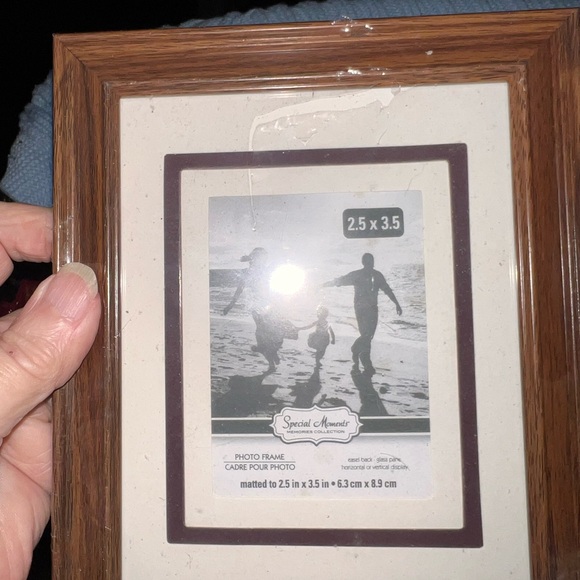 2.5 x 3.5
Special Moments
MEMORIES COLLECTION
PHOTO FRAME
CADRE POUR PHOTO
easel back · glass pane
horizontal or vertical display
matted to 2.5 in x 3.5 in • 6.3 cm x 8.9 cm